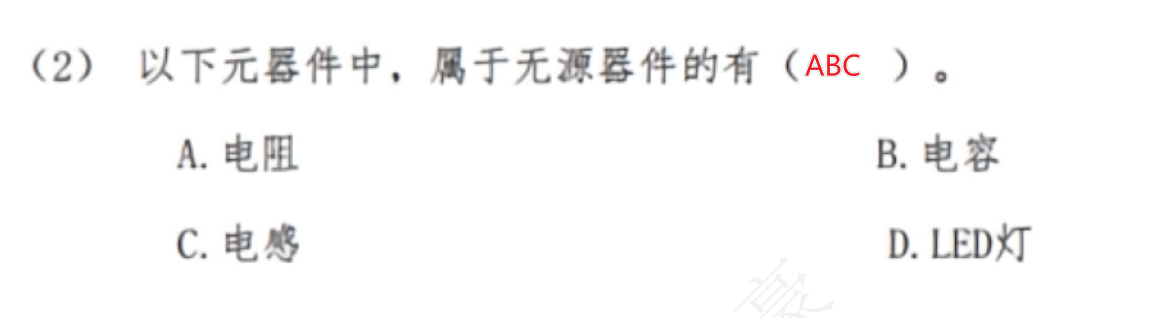 （2） 以下元器件中，属于无源器件的有（ABC ）。
A. 电阻 B. 电容
C. 电感 D. LED灯